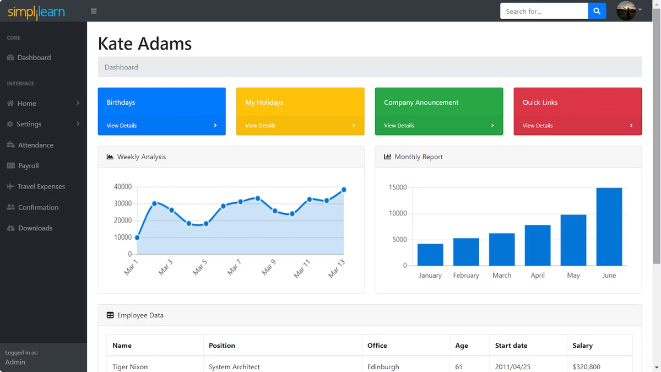 simplilearn
Search for...
CORE
Dashboard
INTERFACE
Home
Settings
Attendance
Payroll
Travel Expenses
Confirmation
Downloads
Logged in as:
Admin
Kate Adams
Dashboard
Birthdays
View Details
My Holidays
View Details
Company Anouncement
View Details
Quick Links
View Details
Weekly Analysis
40000
30000
20000
10000
0
Mar 1
Mar 3
Mar 5
Mar 7
Mar 9
Mar 11
Mar 13
Monthly Report
15000
10000
5000
0
January February March April May June
Employee Data
Name Position Office Age Start date Salary
Tiger Nixon System Architect Edinburgh 61 2011/04/25 $320,800